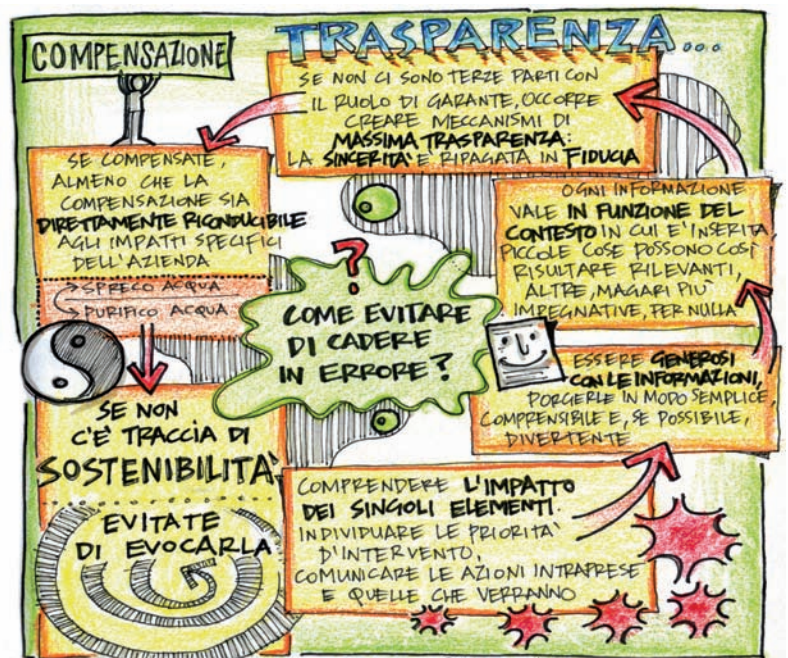 COMPENSAZIONE
TRASPARENZA...
SE NON CI SONO TERZE PARTI CON
IL RUOLO DI GARANTE, OCCORRE
CREARE MECCANISMI DI
MASSIMA TRASPARENZA:
LA SINCERITA' E' RIPAGATA IN FIDUCIA
SE COMPENSATE,
ALMENO CHE LA
COMPENSAZIONE SIA
DIRETTAMENTE RICONDUCIBILE
AGLI IMPATTI SPECIFICI
DELL'AZIENDA
SPRECO ACQUA
PURIFICO ACQUA
OGNI INFORMAZIONE
VALE IN FUNZIONE DEL
CONTESTO IN CUI E' INSERITA,
PICCOLE COSE POSSONO COSÌ
RISULTARE RILEVANTI,
ALTRE, MAGARI PIÙ
IMPEGNATIVE, PER NULLA
?
COME EVITARE
DI CADERE
IN ERRORE?
ESSERE GENEROSI
CON LE INFORMAZIONI,
PORGERLE IN MODO SEMPLICE,
COMPRENSIBILE E, SE POSSIBILE,
DIVERTENTE
SE NON
C'È TRACCIA DI
SOSTENIBILITA'
EVITATE
DI EVOCARLA
COMPRENDERE L'IMPATTO
DEI SINGOLI ELEMENTI.
INDIVIDUARE LE PRIORITA'
D'INTERVENTO,
COMUNICARE LE AZIONI INTRAPRESE
E QUELLE CHE VERRANNO